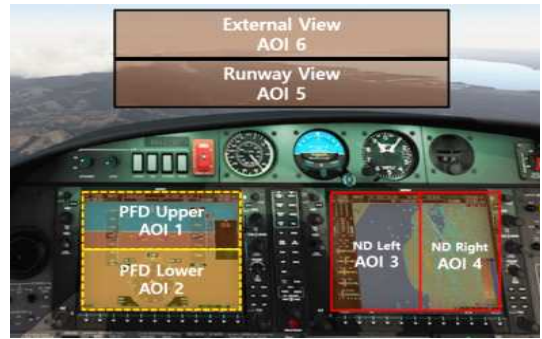 External View
AOI 6
Runway View
AOI 5
PFD Upper
AOI 1
PFD Lower
AOI 2
ND Left
AOI 3
ND Right
AOI 4